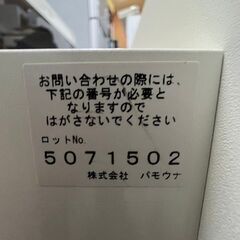 お問い合わせの際には、
下記の番号が必要と
なりますので
はがさないでください
ロットNo.
5071502
株式会社 パモウナ